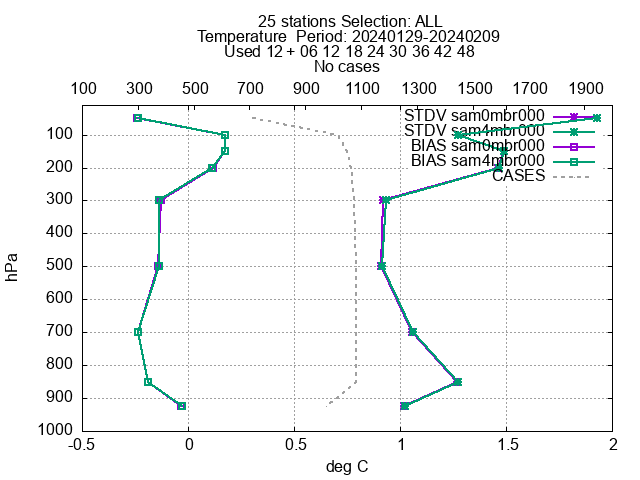 25 stations Selection: ALL
Temperature  Period: 20240129-20240209
Used 12 + 06 12 18 24 30 36 42 48
No cases
100 300 500 700 900 1100 1300 1500 1700 1900
STDV sam0mbr000
STDV sam4mbr000
BIAS sam0mbr000
BIAS sam4mbr000
CASES
100
200
300
400
500
600
700
800
900
1000
hPa
-0.5 0 0.5 1 1.5 2
deg C